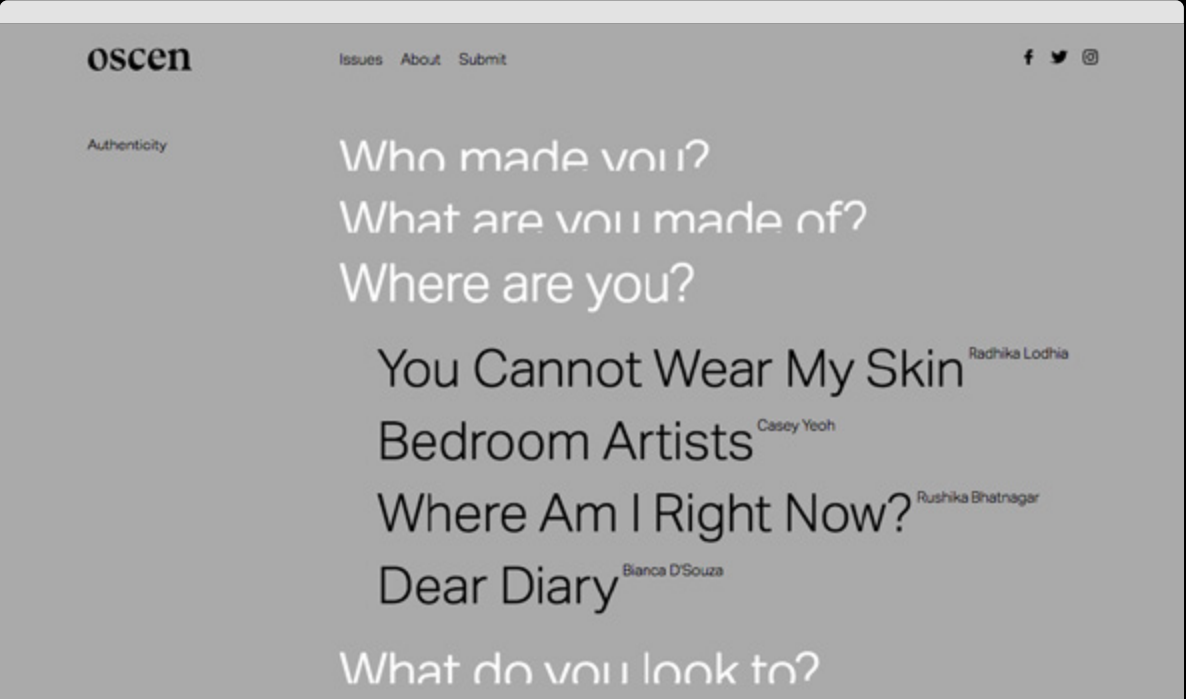 oscen
Issues About Submit
Authenticity
Who made you?
What are you made of?
Where are you?
You Cannot Wear My Skin Radhika Lodhia
Bedroom Artists Casey Yeoh
Where Am I Right Now? Rushika Bhatnagar
Dear Diary Bianca D'Souza
What do you look to?